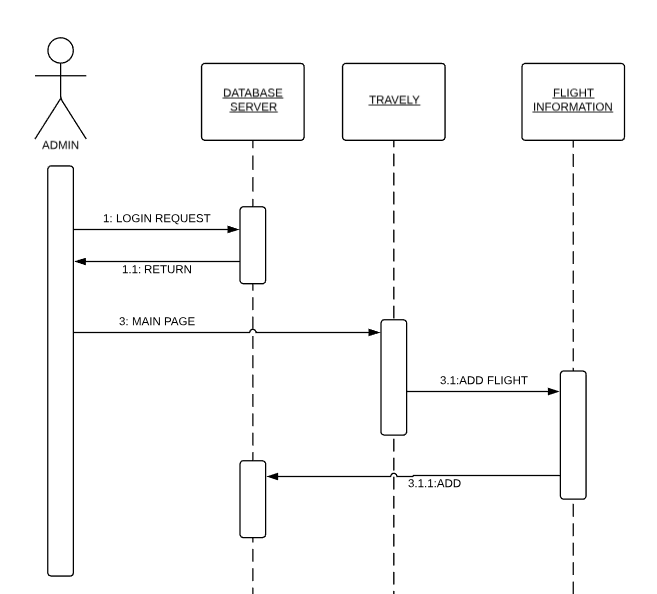 DATABASE
SERVER
TRAVELY
FLIGHT
INFORMATION
ADMIN
1: LOGIN REQUEST
1.1: RETURN
3: MAIN PAGE
3.1:ADD FLIGHT
3.1.1:ADD